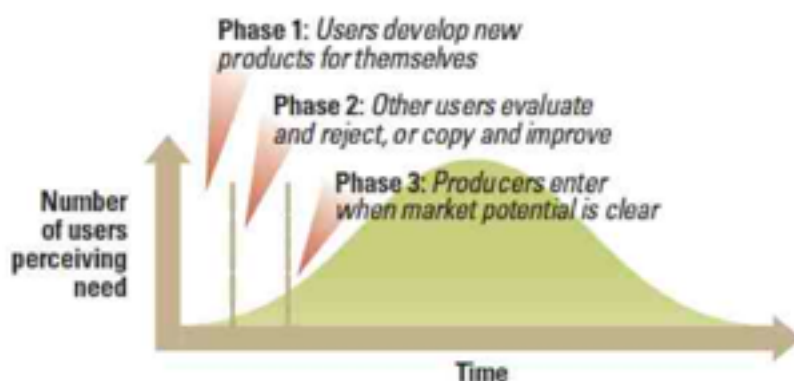 Phase 1: Users develop new
products for themselves
Phase 2: Other users evaluate
and reject, or copy and improve
Phase 3: Producers enter
when market potential is clear
Number
of users
perceiving
need
Time